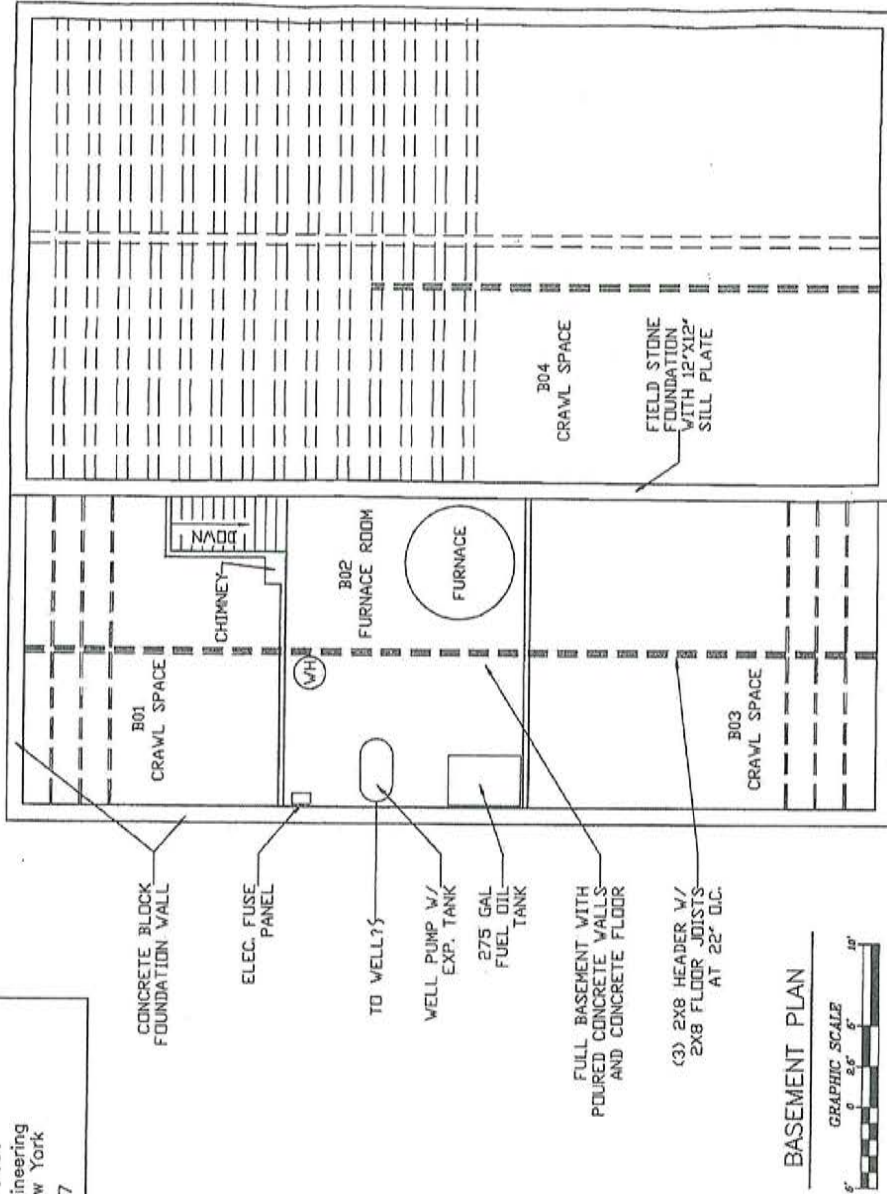 ineering
w York
7
CONCRETE BLOCK
FOUNDATION WALL
ELEC. FUSE
PANEL
TO WELL?
WELL PUMP W/
EXP. TANK
275 GAL
FUEL OIL
TANK
FULL BASEMENT WITH
POURED CONCRETE WALLS
AND CONCRETE FLOOR
(3) 2X8 HEADER W/
2X8 FLOOR JOISTS
AT 22" O.C.
B01
CRAWL SPACE
CHIMNEY
DOWN
WH
B02
FURNACE ROOM
FURNACE
B03
CRAWL SPACE
B04
CRAWL SPACE
FIELD STONE
FOUNDATION
WITH 12"X12"
SILL PLATE
BASEMENT PLAN
GRAPHIC SCALE
5' 0 2.5' 5' 10'